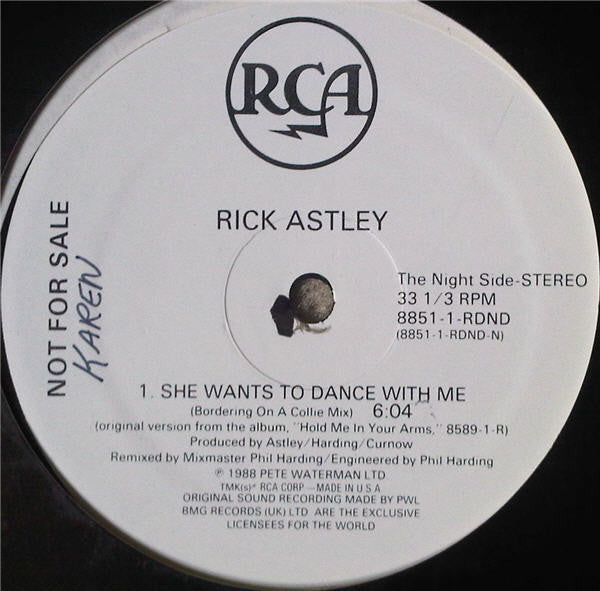 RCA
RICK ASTLEY
NOT FOR SALE
KAREN
The Night Side-STEREO
33 1/3 RPM
8851-1-RDND
(8851-1-RDND-N)
1. SHE WANTS TO DANCE WITH ME
(Bordering On A Collie Mix) 6:04
(original version from the album, "Hold Me In Your Arms," 8589-1-R)
Produced by Astley/Harding/Curnow
Remixed by Mixmaster Phil Harding/Engineered by Phil Harding
℗ 1988 PETE WATERMAN LTD
TMK(s)® RCA CORP —MADE IN U.S.A
ORIGINAL SOUND RECORDING MADE BY PWL
BMG RECORDS (UK) LTD ARE THE EXCLUSIVE
LICENSEES FOR THE WORLD